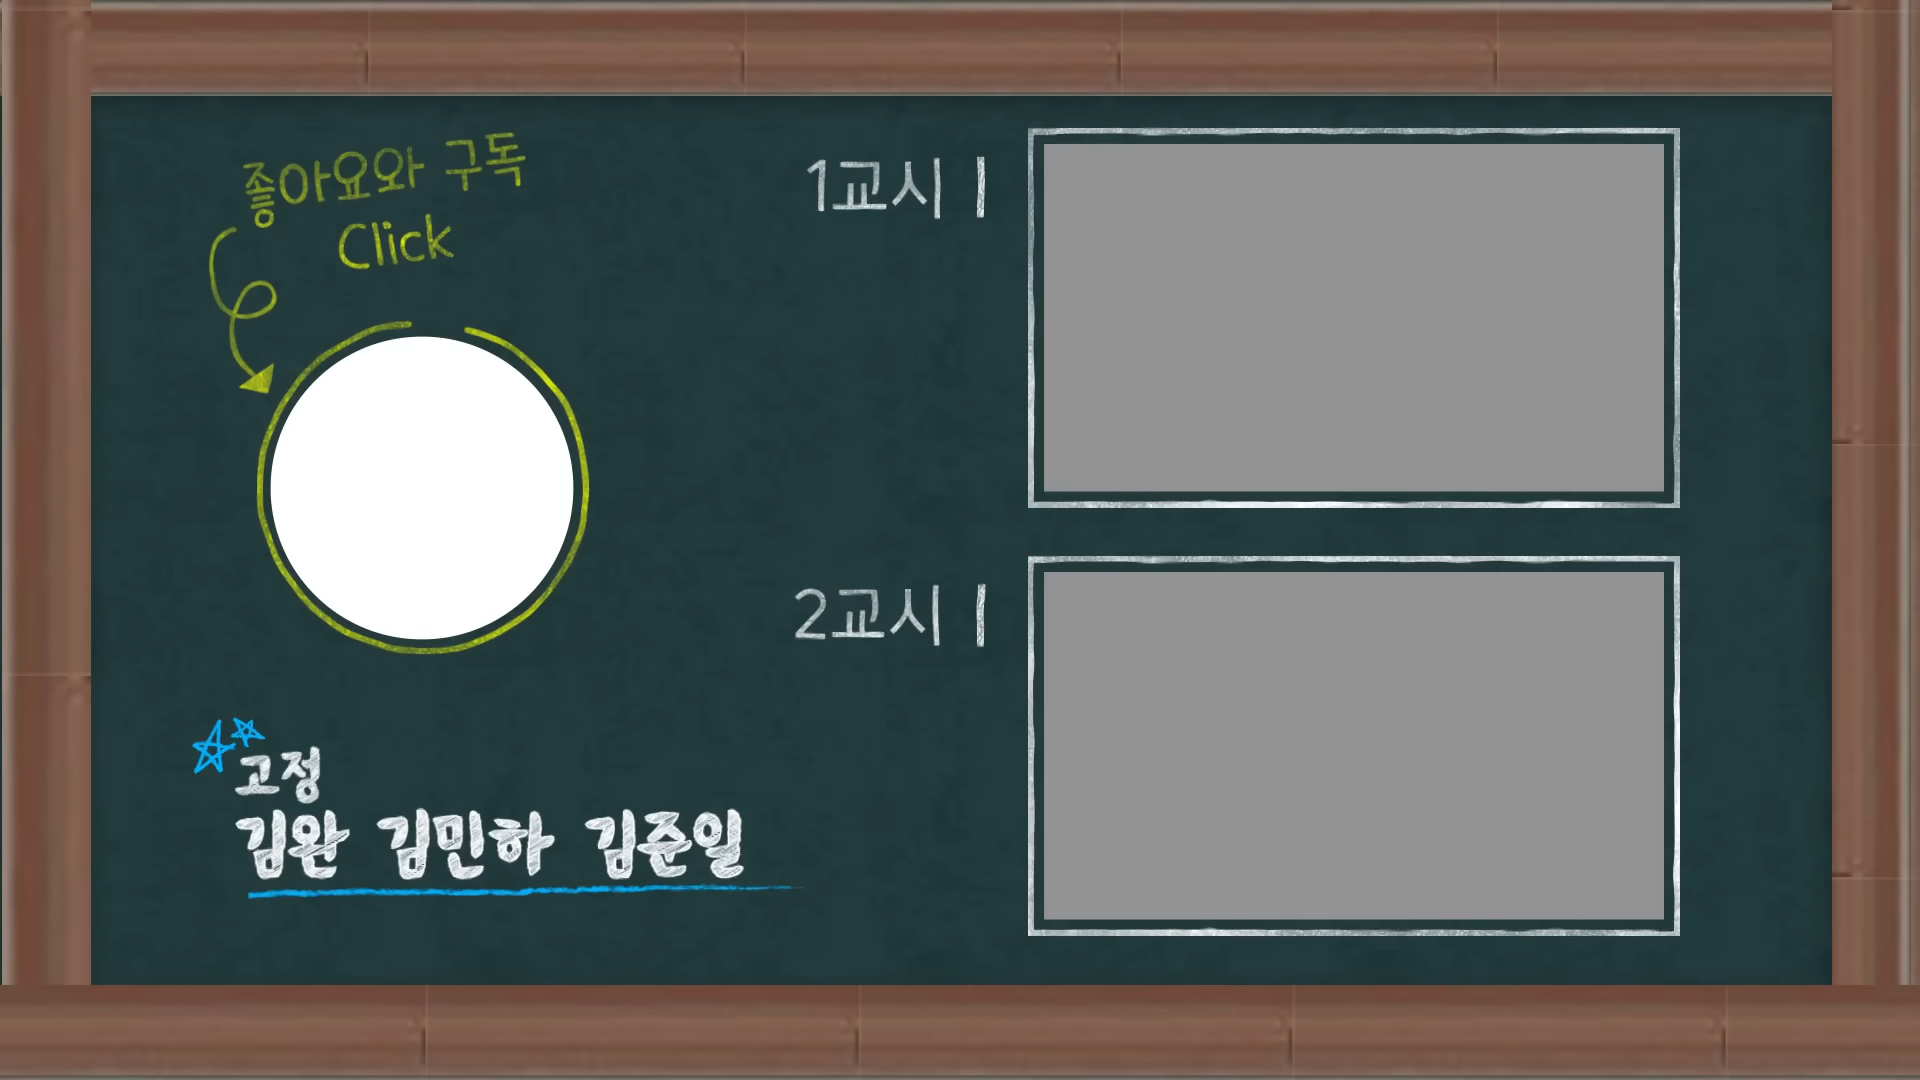 좋아요와 구독
Click
1교시 |
2교시 |
고정
김완 김민하 김준일